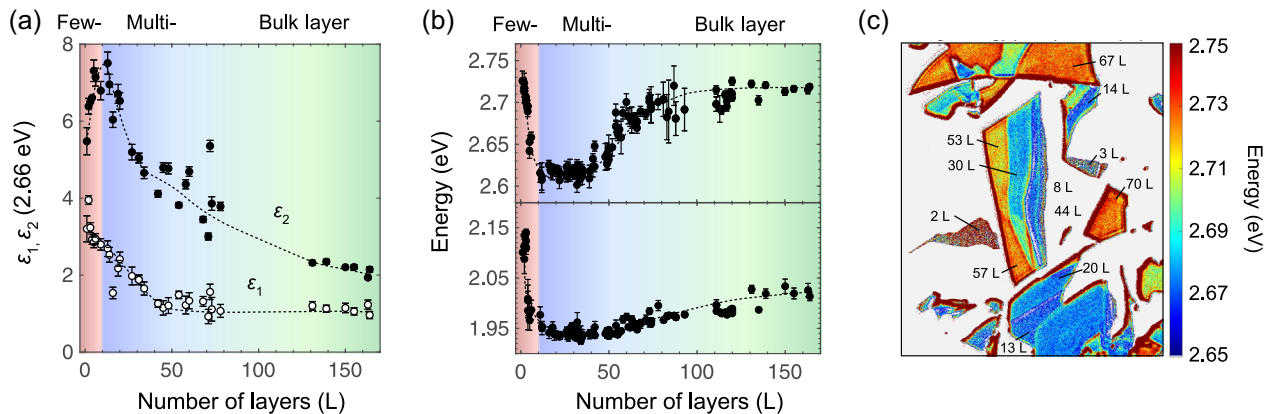 (a)
Few-
Multi-
Bulk layer
ε1, ε2 (2.66 eV)
8
6
4
2
0
ε2
ε1
0
50
100
150
Number of layers (L)
(b)
Few-
Multi-
Bulk layer
Energy (eV)
2.75
2.7
2.65
2.6
2.05
1.95
0
50
100
150
Number of layers (L)
(c)
67 L
14 L
53 L
30 L
3 L
8 L
70 L
44 L
2 L
57 L
20 L
13 L
2.75
2.73
2.71
2.69
2.67
2.65
Energy (eV)